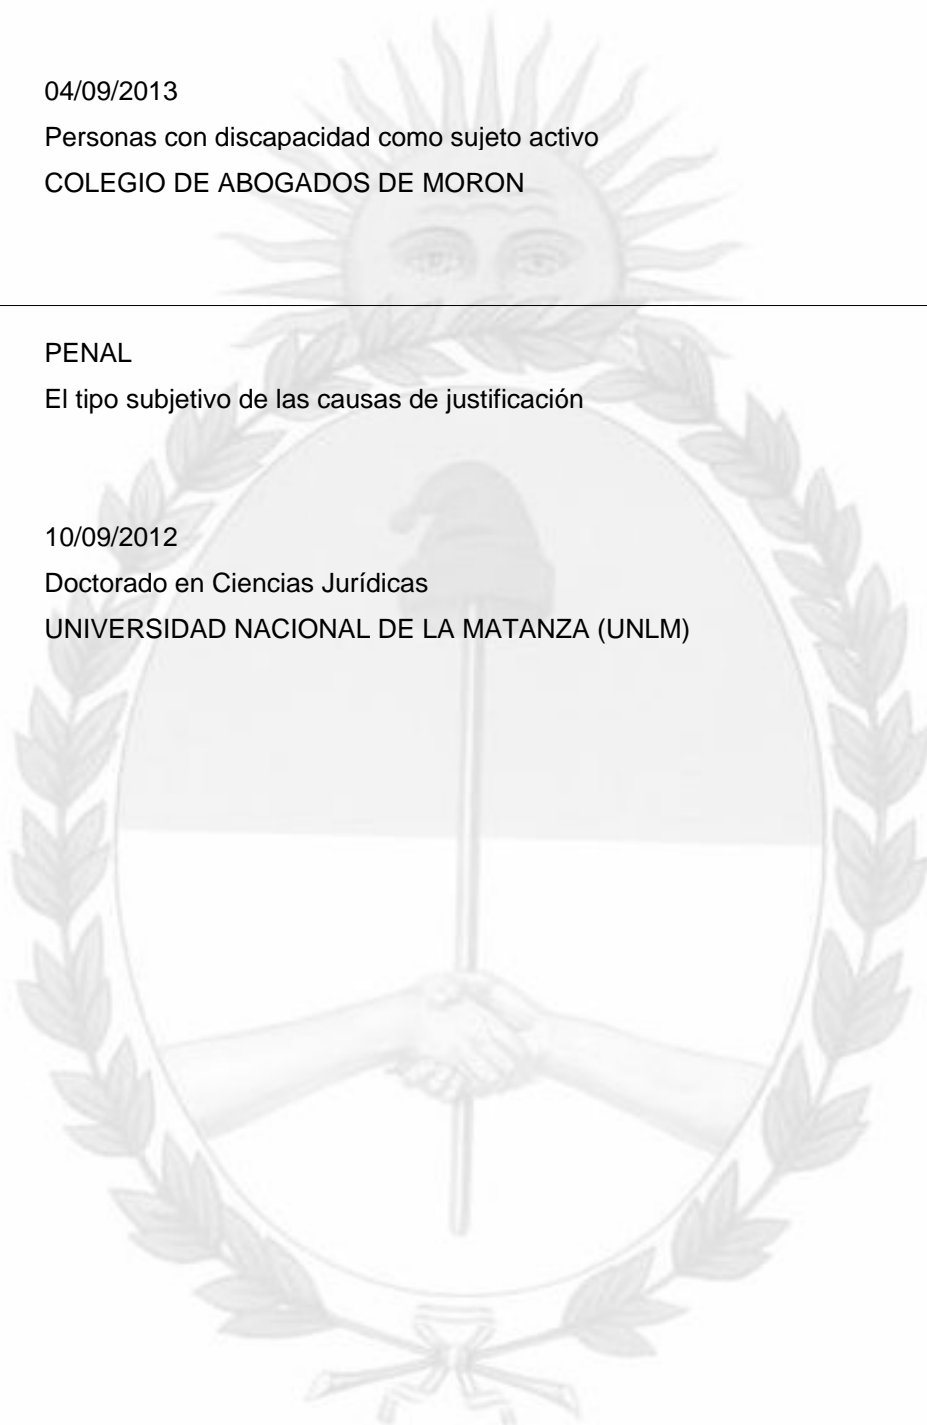 04/09/2013
Personas con discapacidad como sujeto activo
COLEGIO DE ABOGADOS DE MORON
PENAL
El tipo subjetivo de las causas de justificación
10/09/2012
Doctorado en Ciencias Jurídicas
UNIVERSIDAD NACIONAL DE LA MATANZA (UNLM)